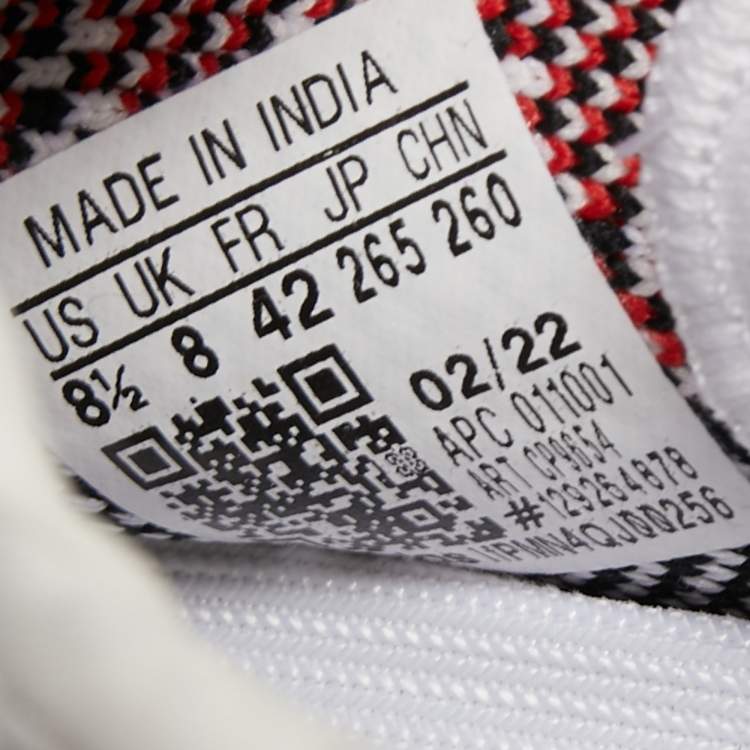 MADE IN INDIA
US UK FR JP CHN
8½ 8 42 265 260
02/22
APC 011001
ART CP9654
#129264878